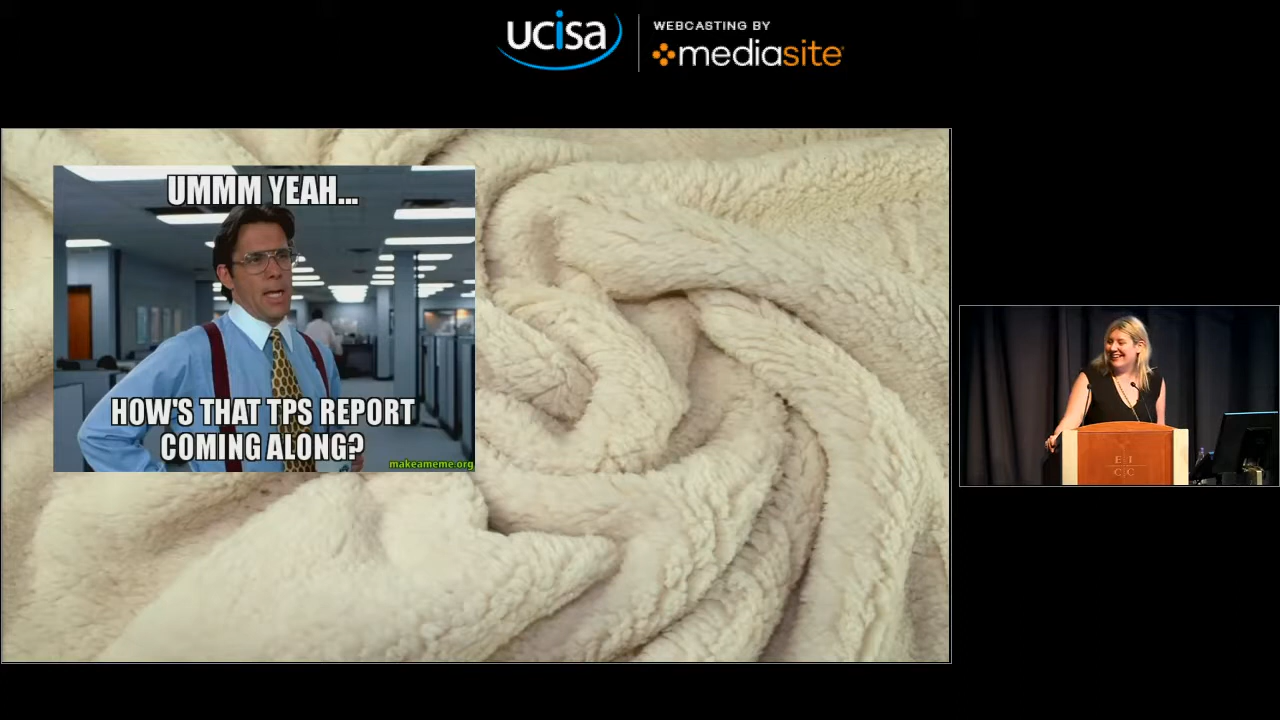 ucisa
WEBCASTING BY
mediasite
UMMM YEAH...
HOW'S THAT TPS REPORT
COMING ALONG?
makeameme.org
E I
C C